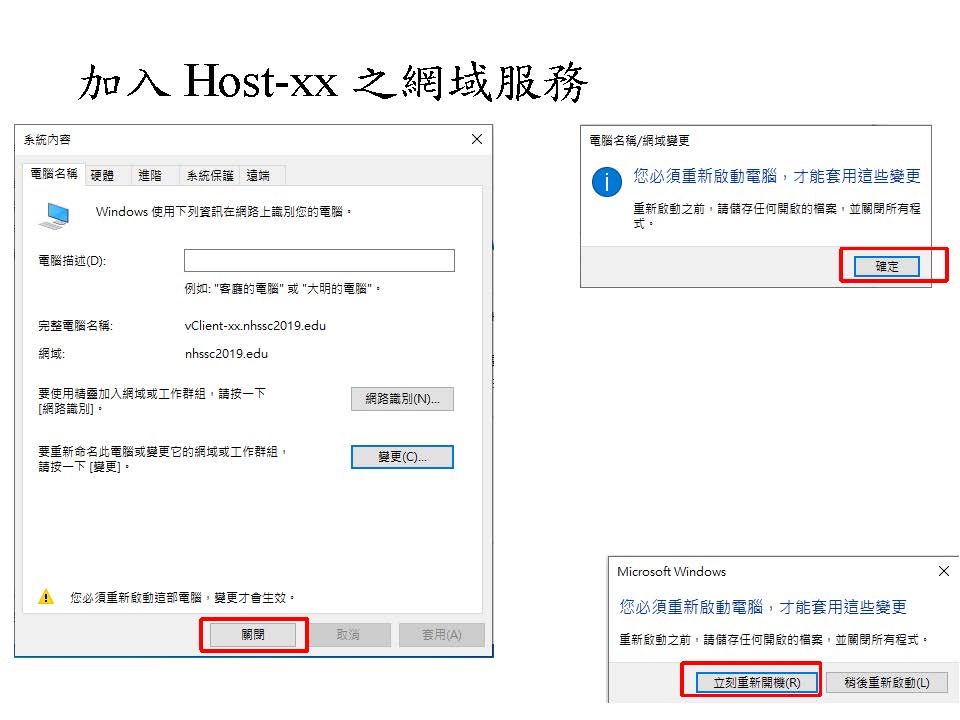 加入 Host-xx 之網域服務
系統內容
電腦名稱 硬體 進階 系統保護 遠端
Windows 使用下列資訊在網路上識別您的電腦。
電腦描述(D):
例如: "客廳的電腦" 或 "大明的電腦"。
完整電腦名稱: vClient-xx.nhssc2019.edu
網域: nhssc2019.edu
要使用精靈加入網域或工作群組，請按一下
[網路識別]。
網路識別(N)...
要重新命名此電腦或變更它的網域或工作群組，
請按一下 [變更]。
變更(C)...
您必須重新啟動這部電腦，變更才會生效。
關閉 取消 套用(A)
電腦名稱/網域變更
您必須重新啟動電腦，才能套用這些變更
重新啟動之前，請儲存任何開啟的檔案，並關閉所有程
式。
確定
Microsoft Windows
您必須重新啟動電腦，才能套用這些變更
重新啟動之前，請儲存任何開啟的檔案，並關閉所有程式。
立刻重新開機(R) 稍後重新啟動(L)